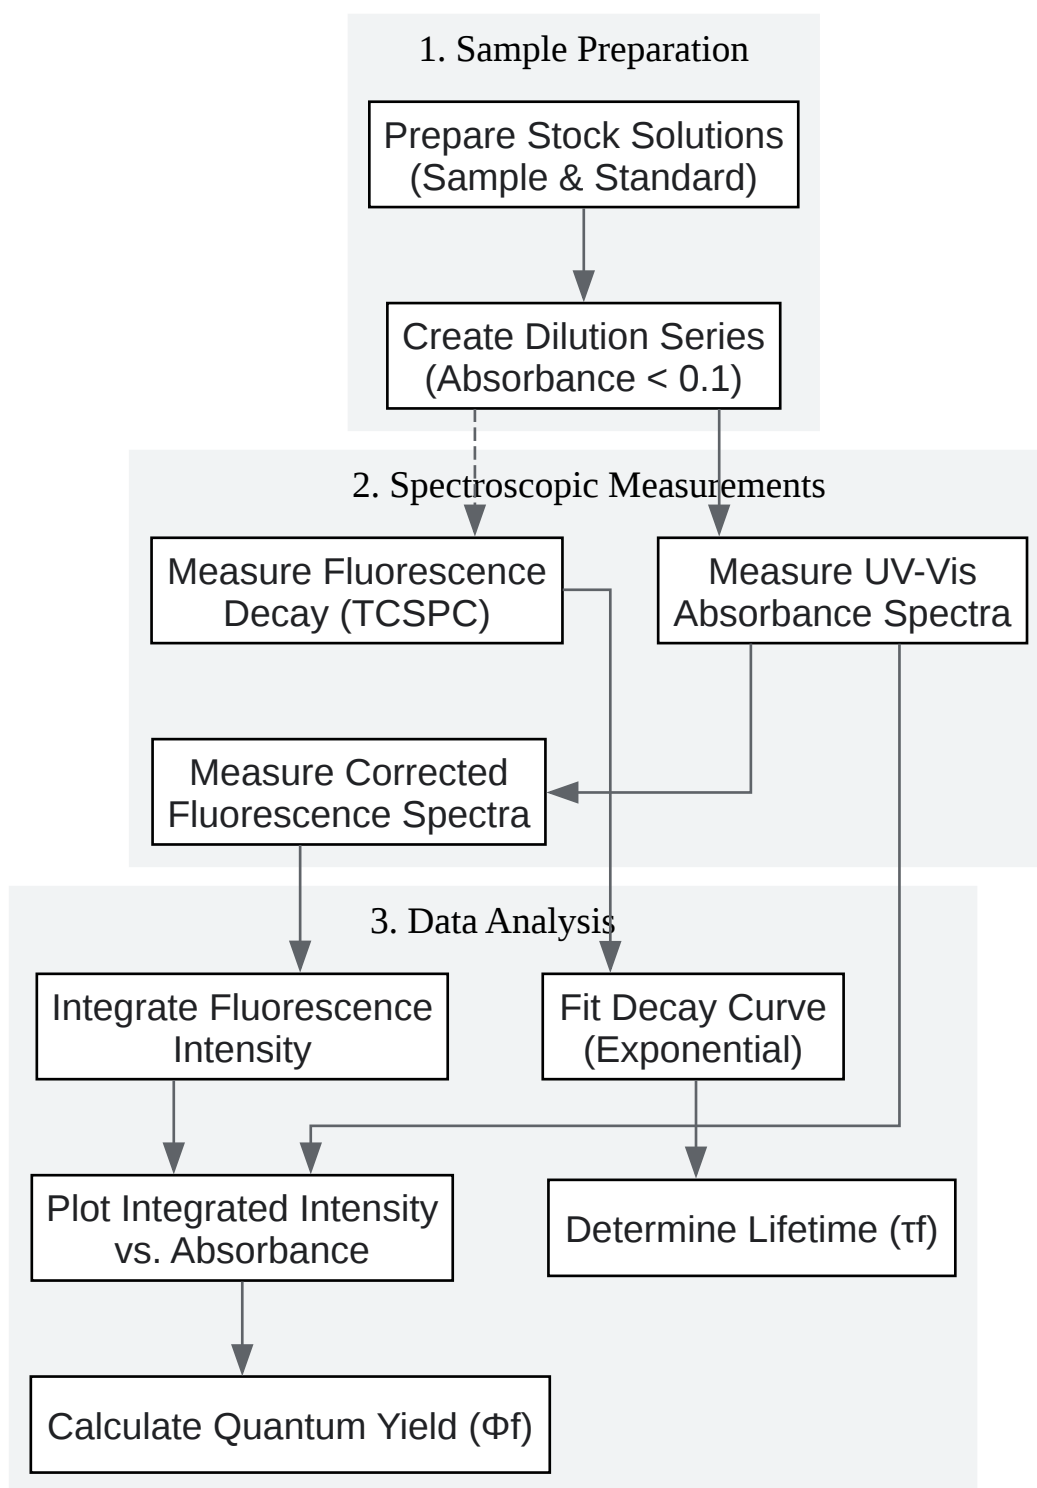 1. Sample Preparation
Prepare Stock Solutions
(Sample & Standard)
Create Dilution Series
(Absorbance < 0.1)
2. Spectroscopic Measurements
Measure Fluorescence
Decay (TCSPC)
Measure UV-Vis
Absorbance Spectra
Measure Corrected
Fluorescence Spectra
3. Data Analysis
Integrate Fluorescence
Intensity
Fit Decay Curve
(Exponential)
Plot Integrated Intensity
vs. Absorbance
Determine Lifetime (τf)
Calculate Quantum Yield (Φf)